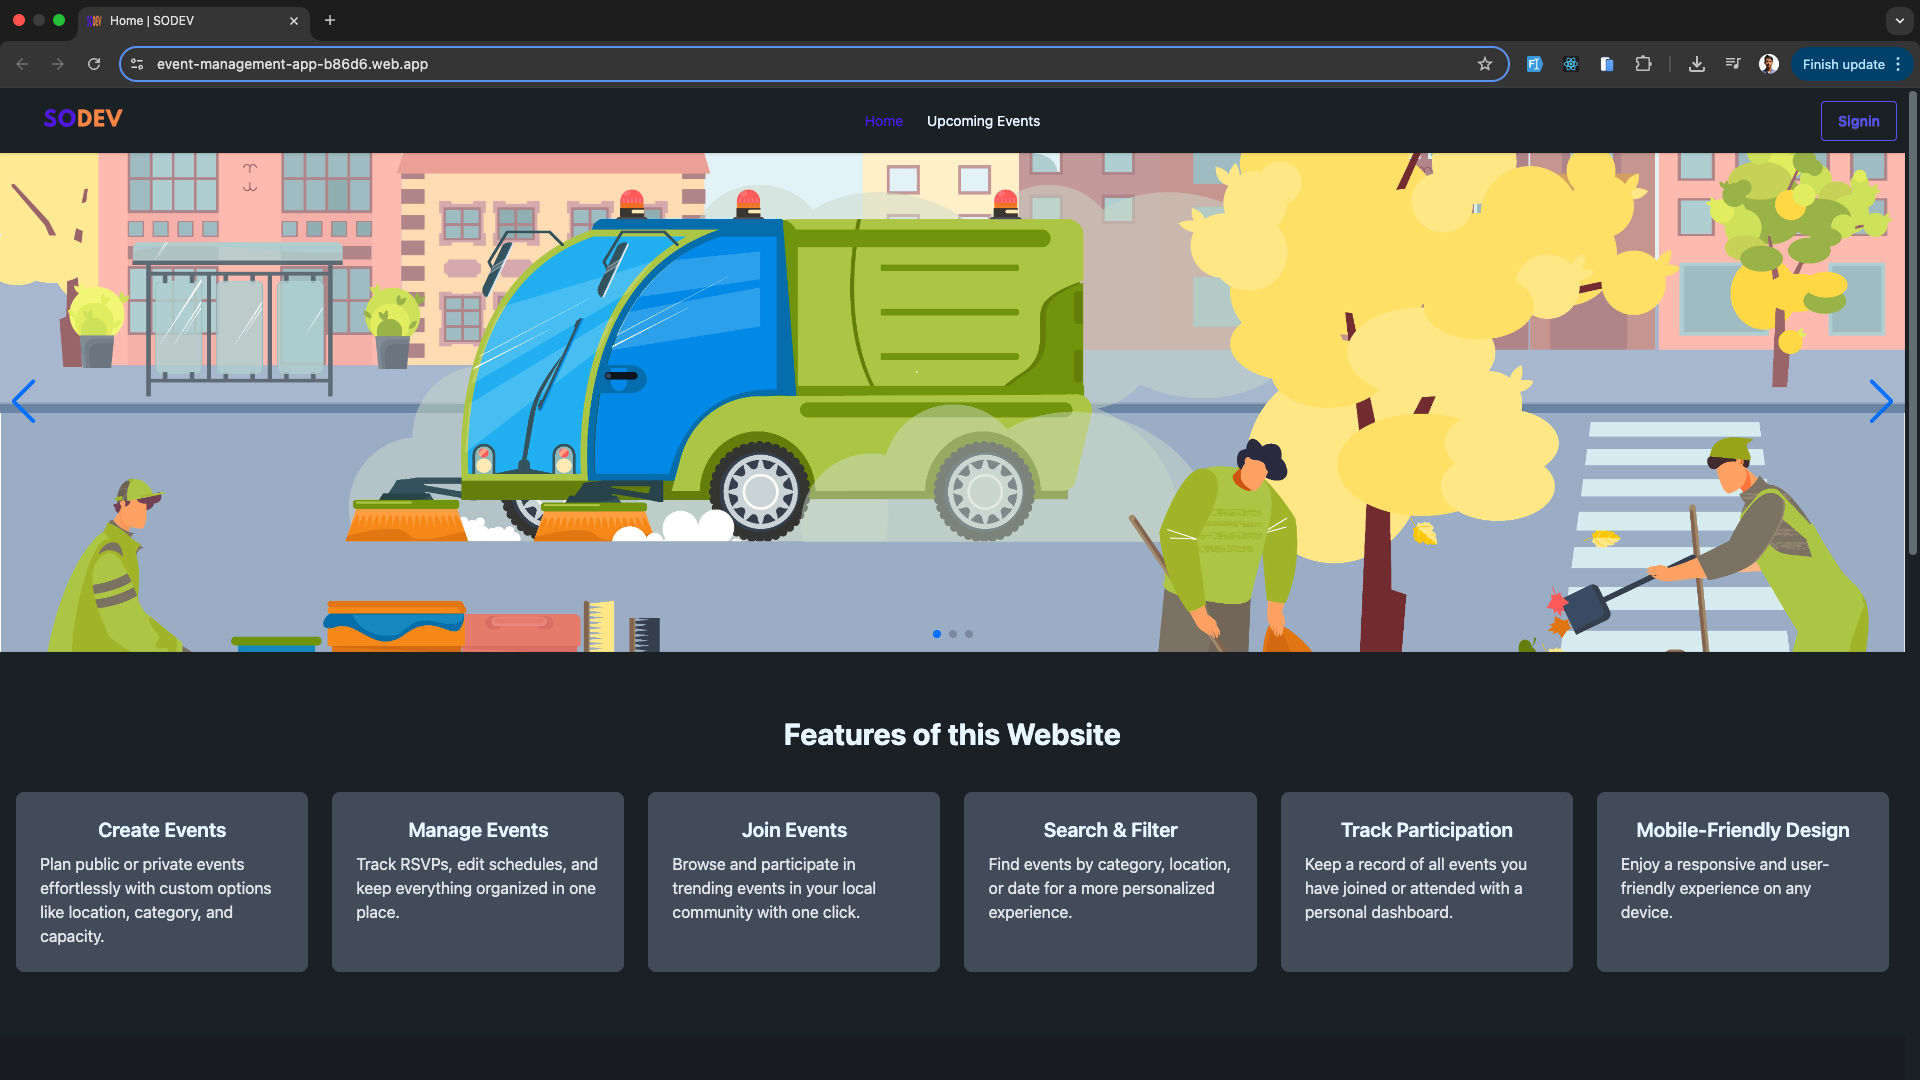 Home | SODEV
event-management-app-b86d6.web.app
Finish update
SODEV
Home
Upcoming Events
Signin
Features of this Website
Create Events
Plan public or private events
effortlessly with custom options
like location, category, and
capacity.
Manage Events
Track RSVPs, edit schedules, and
keep everything organized in one
place.
Join Events
Browse and participate in
trending events in your local
community with one click.
Search & Filter
Find events by category, location,
or date for a more personalized
experience.
Track Participation
Keep a record of all events you
have joined or attended with a
personal dashboard.
Mobile-Friendly Design
Enjoy a responsive and user-
friendly experience on any
device.